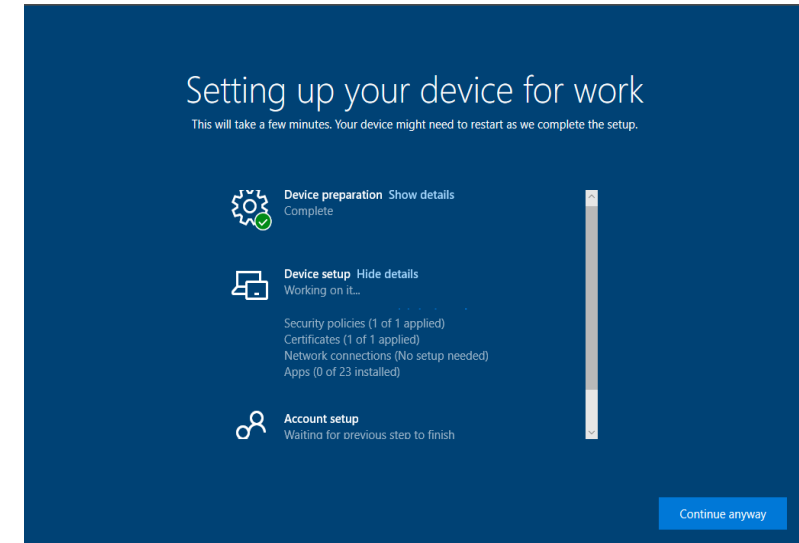 Setting up your device for work
This will take a few minutes. Your device might need to restart as we complete the setup.
Device preparation Show details
Complete
Device setup Hide details
Working on it...
Security policies (1 of 1 applied)
Certificates (1 of 1 applied)
Network connections (No setup needed)
Apps (0 of 23 installed)
Account setup
Waiting for previous step to finish
Continue anyway